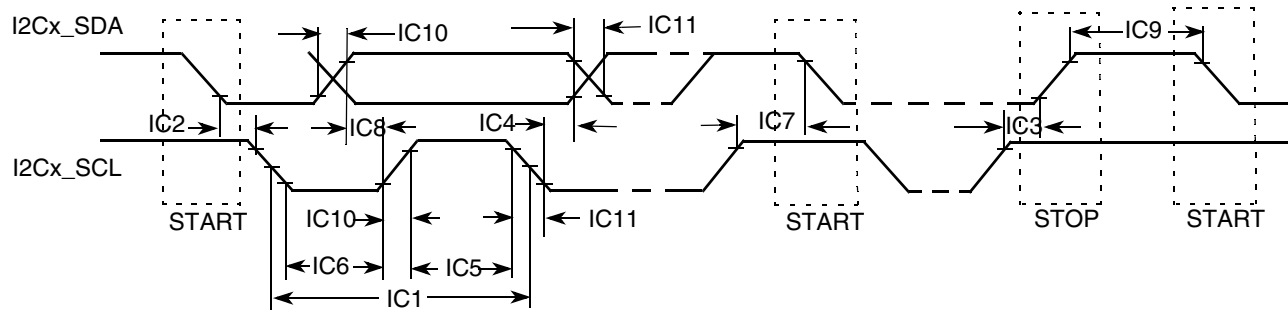 I2Cx_SDA
IC10
IC11
IC9
IC2
IC8
IC4
IC7
IC3
I2Cx_SCL
START
IC10
IC11
START
STOP
START
IC6
IC5
IC1